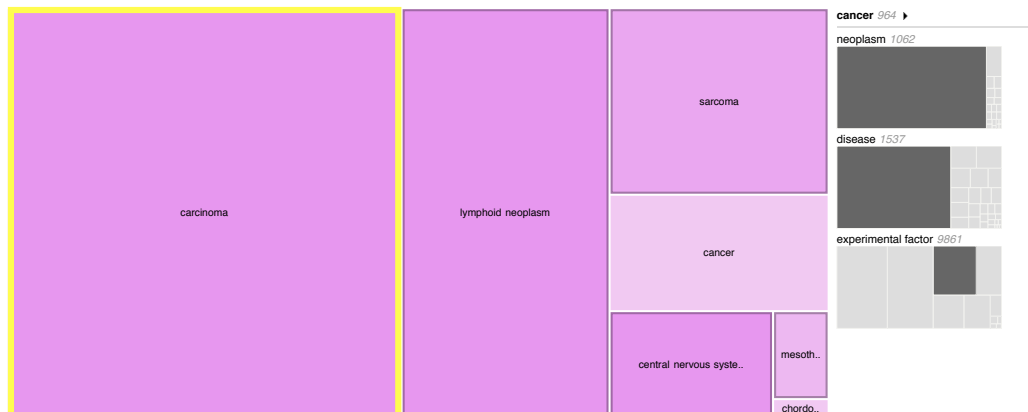 carcinoma
lymphoid neoplasm
sarcoma
cancer
central nervous syste..
mesoth..
chordo..
cancer 964
neoplasm 1062
disease 1537
experimental factor 9861